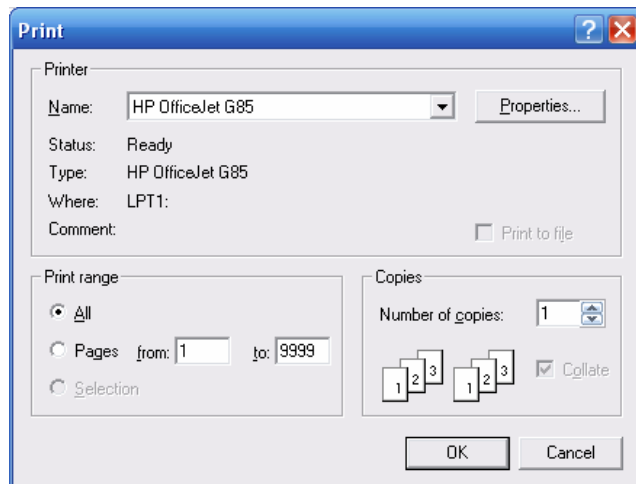 Print
Printer
Name: HP OfficeJet G85 Properties...
Status: Ready
Type: HP OfficeJet G85
Where: LPT1:
Comment: Print to file
Print range
All
Pages from: 1 to: 9999
Selection
Copies
Number of copies: 1
1 2 3 1 2 3 Collate
OK Cancel